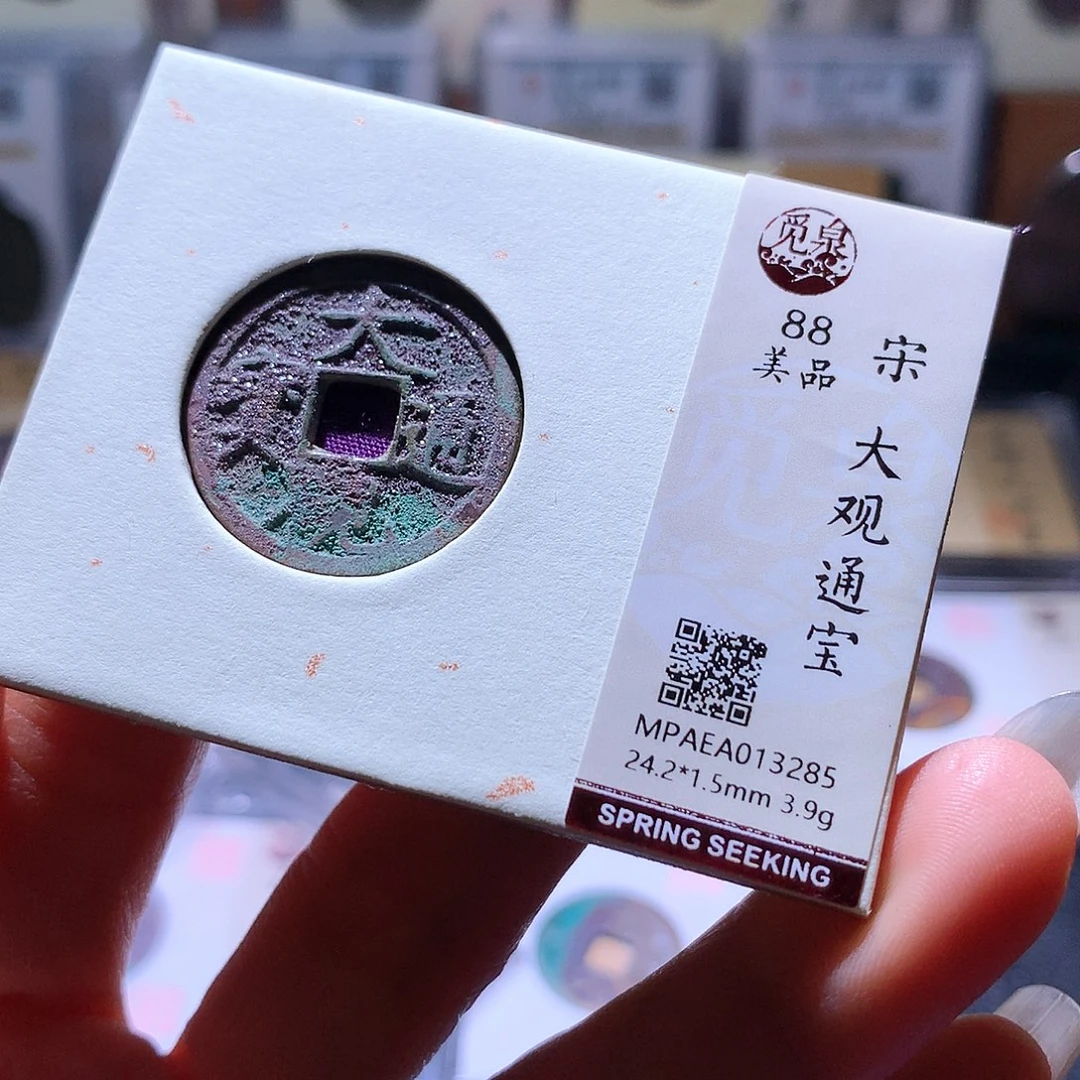 大
通
觅泉
88
美品
宋 大观通宝
MPAEA013285
24.2*1.5mm 3.9g
SPRING SEEKING